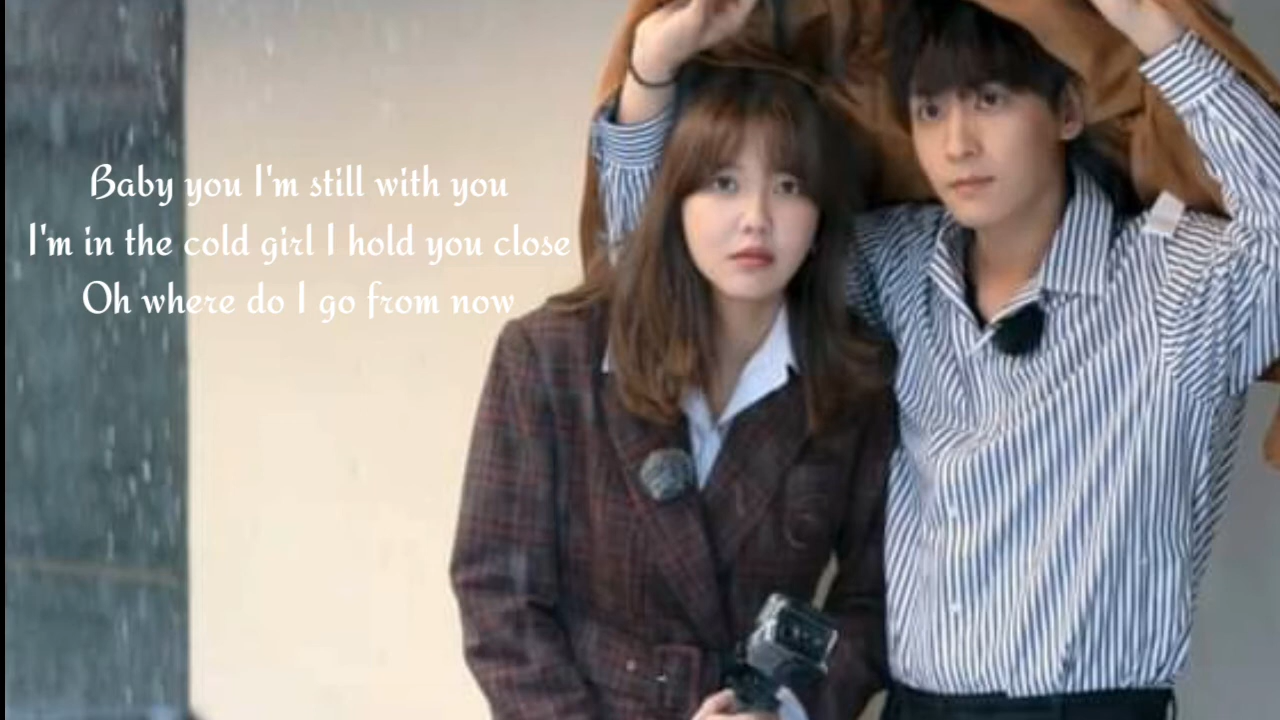 Baby you I'm still with you
I'm in the cold girl I hold you close
Oh where do I go from now